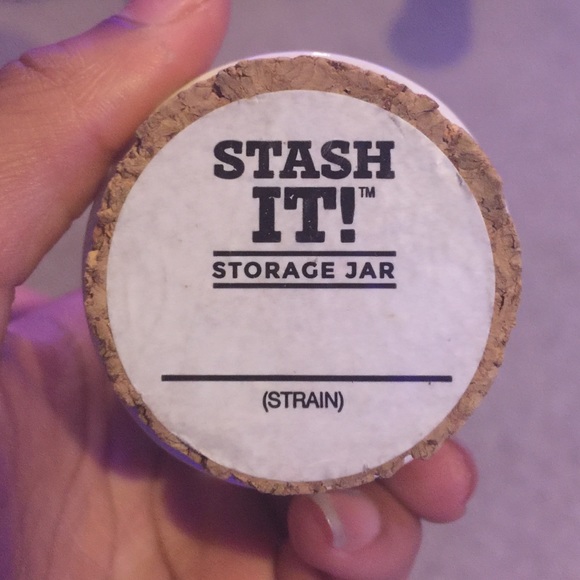 STASH
IT!™
STORAGE JAR
(STRAIN)